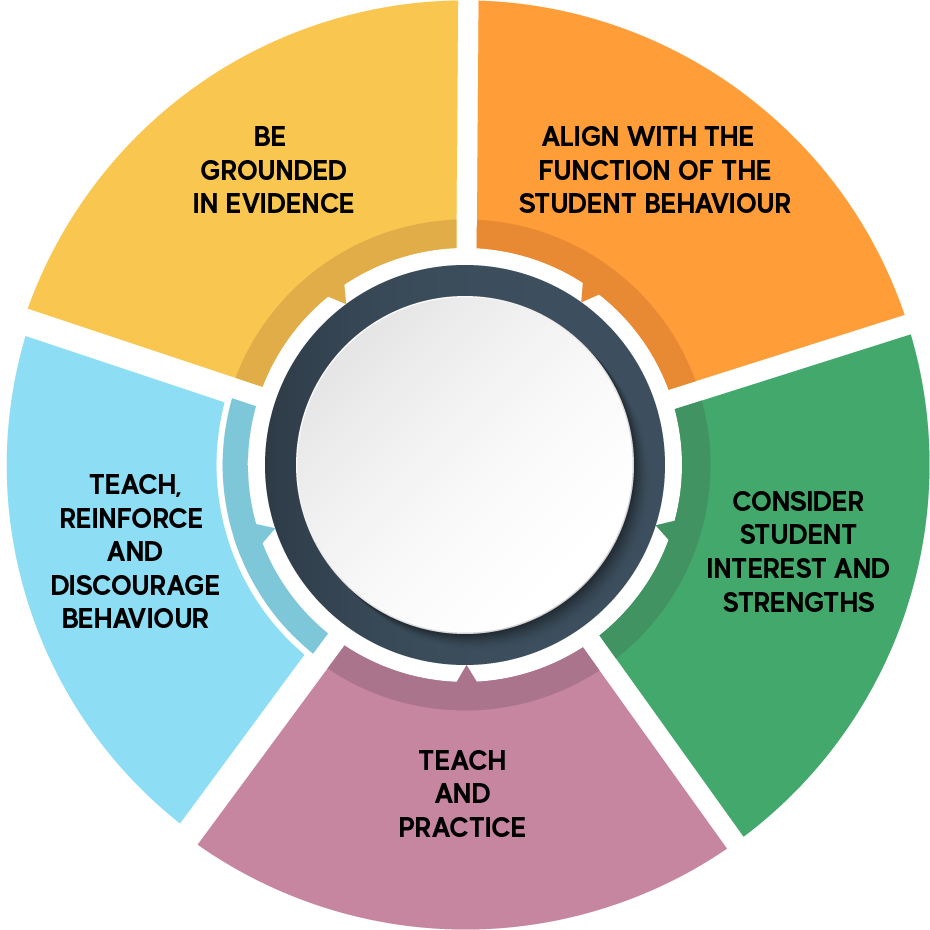 BE
GROUNDED
IN EVIDENCE
ALIGN WITH THE
FUNCTION OF THE
STUDENT BEHAVIOUR
CONSIDER
STUDENT
INTEREST AND
STRENGTHS
TEACH
AND
PRACTICE
TEACH,
REINFORCE
AND
DISCOURAGE
BEHAVIOUR